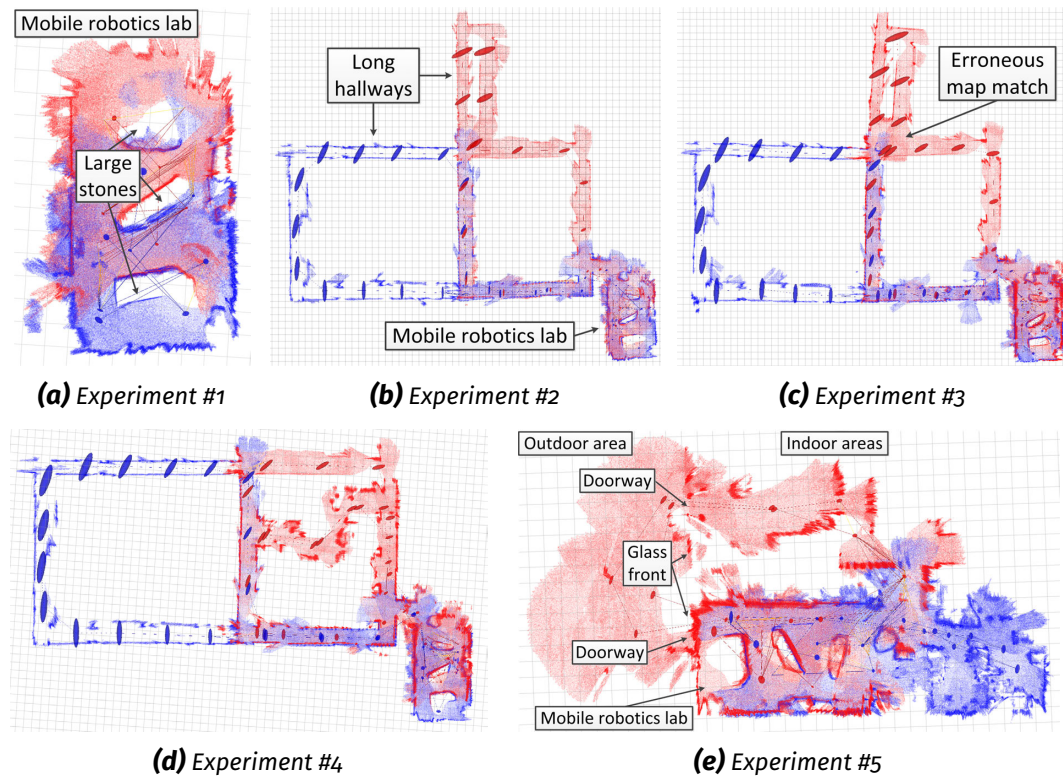 Mobile robotics lab
Large
stones
(a) Experiment #1
Long
hallways
Mobile robotics lab
(b) Experiment #2
Erroneous
map match
(c) Experiment #3
(d) Experiment #4
Outdoor area
Indoor areas
Doorway
Glass
front
Doorway
Mobile robotics lab
(e) Experiment #5